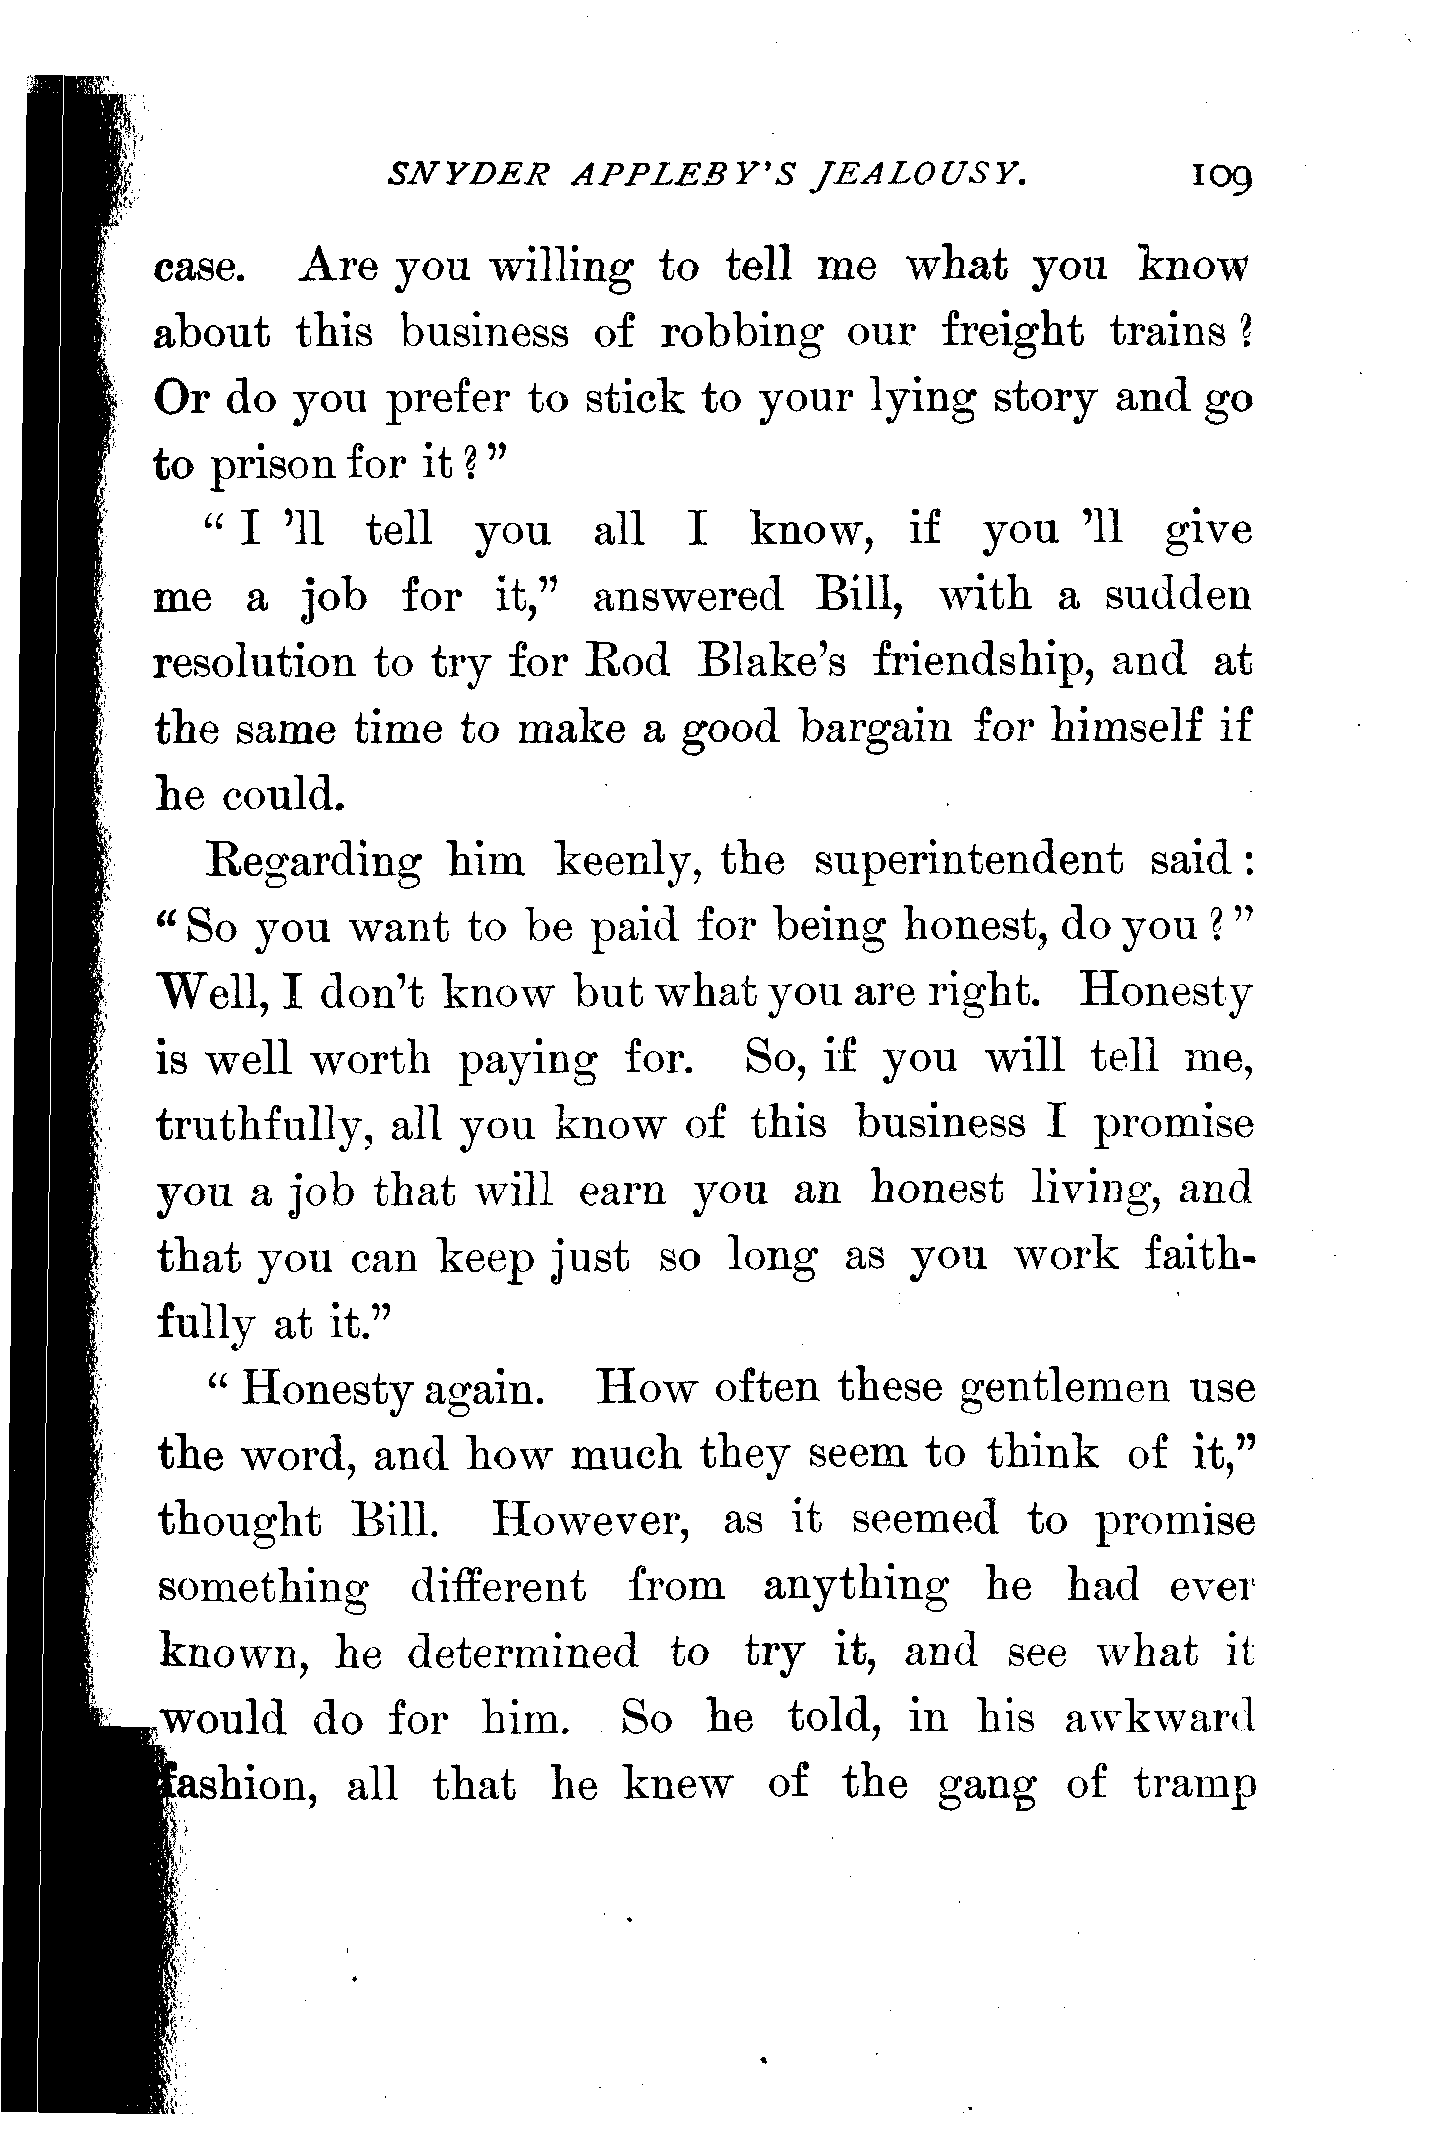 SNYDER APPLEBY'S JEALOUSY. 109
case. Are you willing to tell me what you know
about this business of robbing our freight trains ?
Or do you prefer to stick to your lying story and go
to prison for it ? ”
“ I ’ll tell you all I know, if you ’ll give
me a job for it,” answered Bill, with a sudden
resolution to try for Rod Blake’s friendship, and at
the same time to make a good bargain for himself if
he could.
Regarding him keenly, the superintendent said :
“ So you want to be paid for being honest, do you ? ”
Well, I don’t know but what you are right. Honesty
is well worth paying for. So, if you will tell me,
truthfully, all you know of this business I promise
you a job that will earn you an honest living, and
that you can keep just so long as you work faith-
fully at it.”
“ Honesty again. How often these gentlemen use
the word, and how much they seem to think of it,”
thought Bill. However, as it seemed to promise
something different from anything he had ever
known, he determined to try it, and see what it
would do for him. So he told, in his awkward
fashion, all that he knew of the gang of tramp